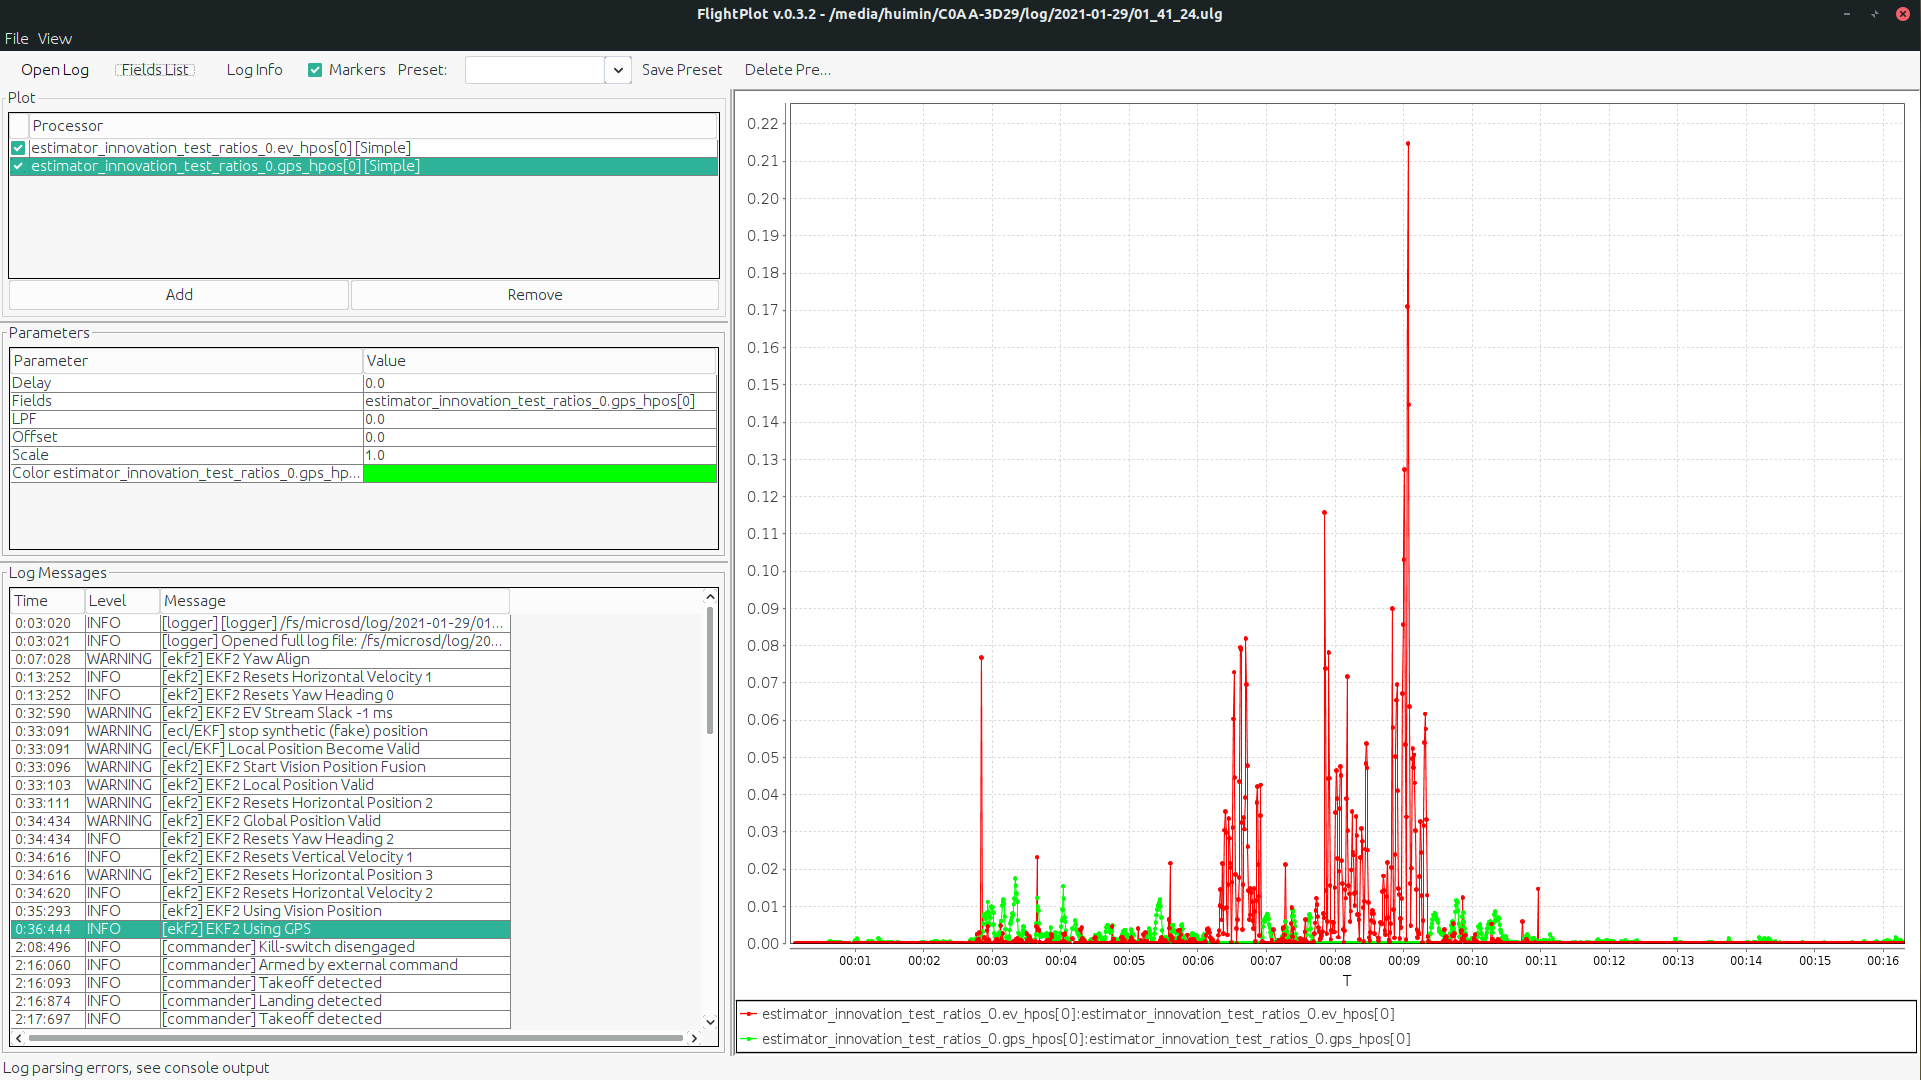 FlightPlot v.0.3.2 - /media/huimin/C0AA-3D29/log/2021-01-29/01_41_24.ulg
File View
Open Log Fields List Log Info Markers Preset: Save Preset Delete Pre...
Plot
Processor
estimator_innovation_test_ratios_0.ev_hpos[0] [Simple]
estimator_innovation_test_ratios_0.gps_hpos[0] [Simple]
Add Remove
Parameters
Parameter Value
Delay 0.0
Fields estimator_innovation_test_ratios_0.gps_hpos[0]
LPF 0.0
Offset 0.0
Scale 1.0
Color estimator_innovation_test_ratios_0.gps_hp...
Log Messages
Time Level Message
0:03:020 INFO [logger] [logger] /fs/microsd/log/2021-01-29/01...
0:03:021 INFO [logger] Opened full log file: /fs/microsd/log/20...
0:07:028 WARNING [ekf2] EKF2 Yaw Align
0:13:252 INFO [ekf2] EKF2 Resets Horizontal Velocity 1
0:13:252 INFO [ekf2] EKF2 Resets Yaw Heading 0
0:32:590 WARNING [ekf2] EKF2 EV Stream Slack -1 ms
0:33:091 WARNING [ecl/EKF] stop synthetic (fake) position
0:33:091 WARNING [ecl/EKF] Local Position Become Valid
0:33:096 WARNING [ekf2] EKF2 Start Vision Position Fusion
0:33:103 WARNING [ekf2] EKF2 Local Position Valid
0:33:111 WARNING [ekf2] EKF2 Resets Horizontal Position 2
0:34:434 WARNING [ekf2] EKF2 Global Position Valid
0:34:434 INFO [ekf2] EKF2 Resets Yaw Heading 2
0:34:616 INFO [ekf2] EKF2 Resets Vertical Velocity 1
0:34:616 WARNING [ekf2] EKF2 Resets Horizontal Position 3
0:34:620 INFO [ekf2] EKF2 Resets Horizontal Velocity 2
0:35:293 INFO [ekf2] EKF2 Using Vision Position
0:36:444 INFO [ekf2] EKF2 Using GPS
2:08:496 INFO [commander] Kill-switch disengaged
2:16:060 INFO [commander] Armed by external command
2:16:093 INFO [commander] Takeoff detected
2:16:874 INFO [commander] Landing detected
2:17:697 INFO [commander] Takeoff detected
Log parsing errors, see console output
0.22
0.21
0.20
0.19
0.18
0.17
0.16
0.15
0.14
0.13
0.12
0.11
0.10
0.09
0.08
0.07
0.06
0.05
0.04
0.03
0.02
0.01
0.00
00:01 00:02 00:03 00:04 00:05 00:06 00:07 00:08 00:09 00:10 00:11 00:12 00:13 00:14 00:15 00:16
T
estimator_innovation_test_ratios_0.ev_hpos[0]:estimator_innovation_test_ratios_0.ev_hpos[0]
estimator_innovation_test_ratios_0.gps_hpos[0]:estimator_innovation_test_ratios_0.gps_hpos[0]